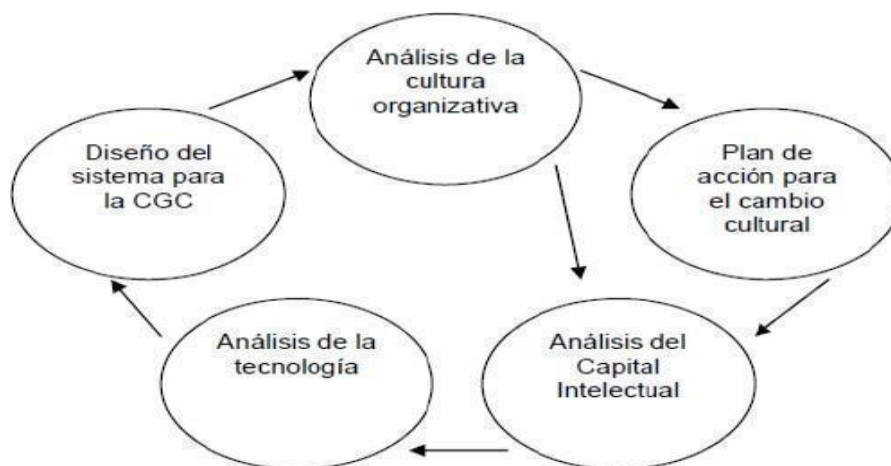 Análisis de la
cultura
organizativa
Diseño del
sistema para
la CGC
Plan de
acción para
el cambio
cultural
Análisis de la
tecnología
Análisis del
Capital
Intelectual